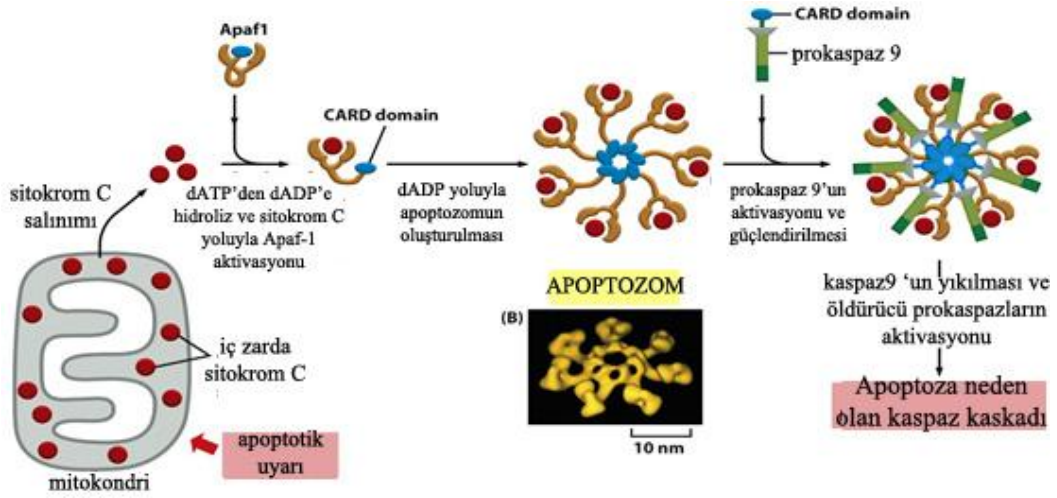 Apaf1
CARD domain
sitokrom C
salınımı
dATP'den dADP'e
hidroliz ve sitokrom C
yoluyla Apaf-1
aktivasyonu
dADP yoluyla
apoptozomun
oluşturulması
CARD domain
prokaspaz 9
prokaspaz 9'un
aktivasyonu ve
güçlendirilmesi
APOPTOZOM
(B)
10 nm
kaspaz9 'un yıkılması ve
öldürücü prokaspazların
aktivasyonu
Apoptoza neden
olan kaspaz kaskadı
iç zarda
sitokrom C
apoptotik
uyarı
mitokondri